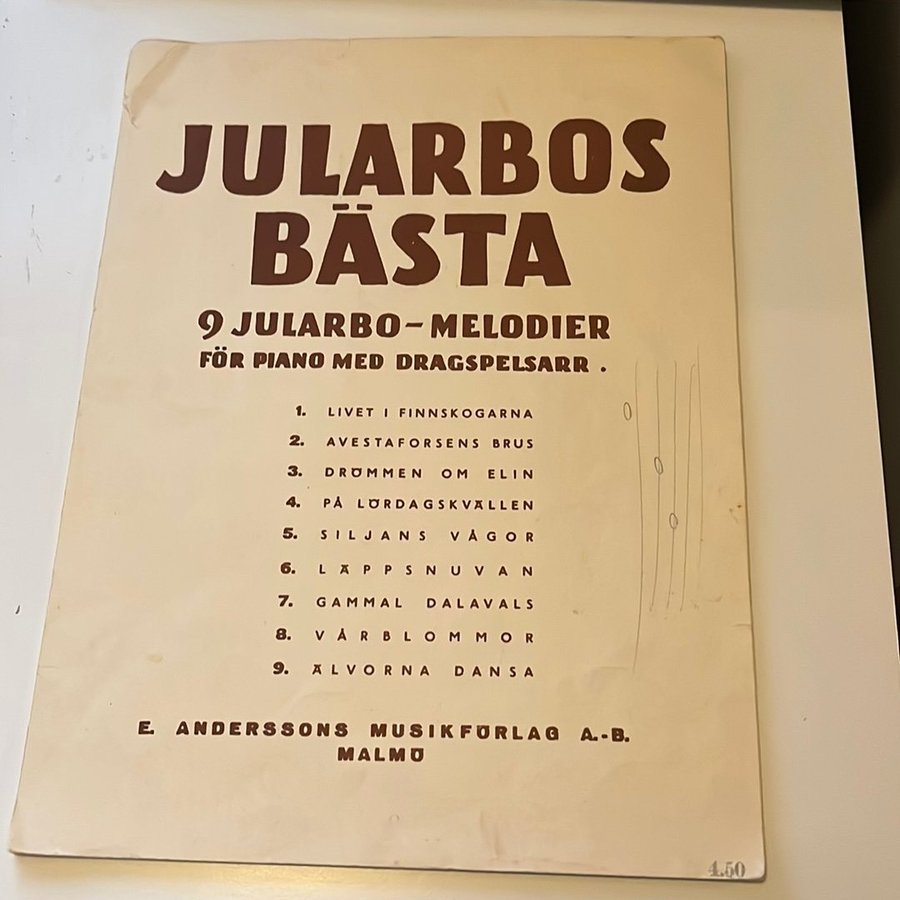 JULARBOS
BÄSTA
9 JULARBO-MELODIER
FÖR PIANO MED DRAGSPELSARR.
1. LIVET I FINNSKOGARNA
2. AVESTAFORSENS BRUS
3. DRÖMMEN OM ELIN
4. PÅ LÖRDAGSKVÄLLEN
5. SILJANS VÅGOR
6. LÄPPSNUVAN
7. GAMMAL DALAVALS
8. VÅRBLOMMOR
9. ÄLVORNA DANSA
E. ANDERSSONS MUSIKFÖRLAG A.-B.
MALMÖ
4.50